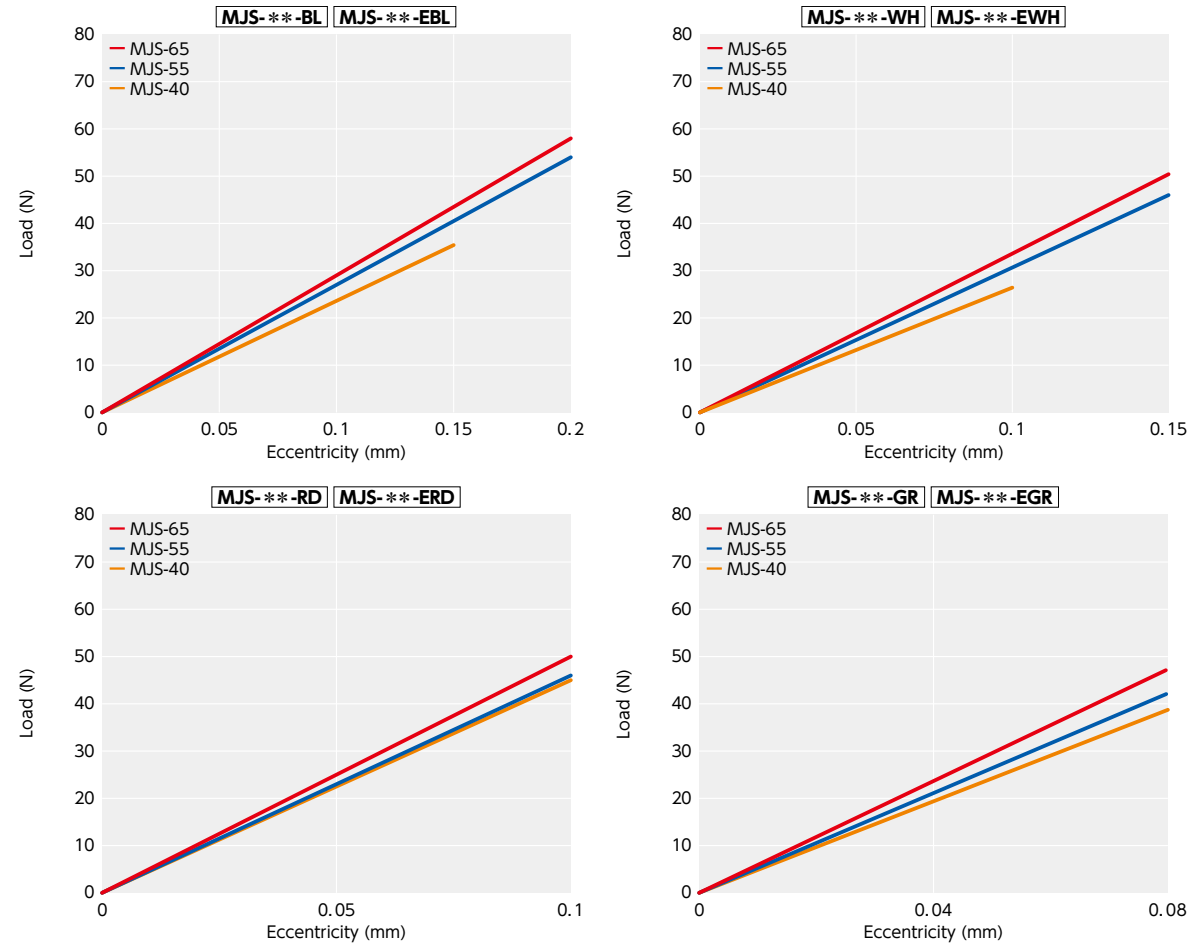 MJS-**-BL MJS-**-EBL
80
70
60
50
40
30
20
10
0
Load (N)
MJS-65
MJS-55
MJS-40
0 0.05 0.1 0.15 0.2
Eccentricity (mm)
MJS-**-WH MJS-**-EWH
80
70
60
50
40
30
20
10
0
Load (N)
MJS-65
MJS-55
MJS-40
0 0.05 0.1 0.15
Eccentricity (mm)
MJS-**-RD MJS-**-ERD
80
70
60
50
40
30
20
10
0
Load (N)
MJS-65
MJS-55
MJS-40
0 0.05 0.1
Eccentricity (mm)
MJS-**-GR MJS-**-EGR
80
70
60
50
40
30
20
10
0
Load (N)
MJS-65
MJS-55
MJS-40
0 0.04 0.08
Eccentricity (mm)